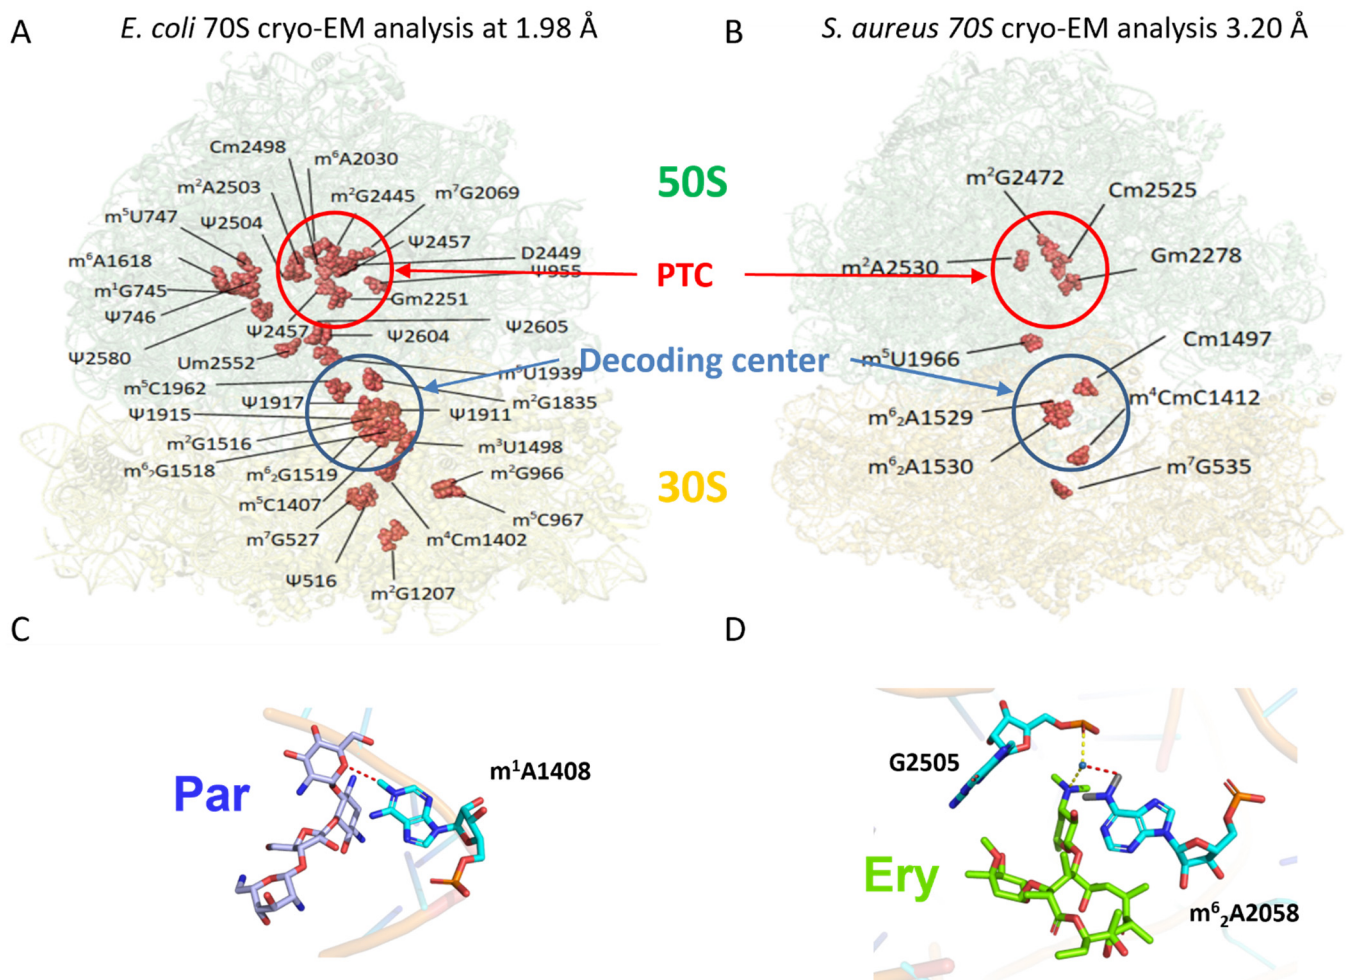 A
E. coli 70S cryo-EM analysis at 1.98 Å
B
S. aureus 70S cryo-EM analysis 3.20 Å
Cm2498
m⁶A2030
m²A2503
m²G2445
m⁷G2069
m⁵U747
Ψ2504
Ψ2457
D2449
m⁶A1618
Ψ955
m¹G745
Gm2251
Ψ746
Ψ2457
Ψ2604
Ψ2605
Ψ2580
Um2552
m⁵U1939
m⁵C1962
Ψ1917
m²G1835
Ψ1915
Ψ1911
m²G1516
m³U1498
m⁶₂G1518
m⁶₂G1519
m²G966
m⁵C1407
m⁵C967
m⁷G527
m⁴Cm1402
Ψ516
m²G1207
50S
PTC
Decoding center
30S
m²G2472
Cm2525
m²A2530
Gm2278
m⁵U1966
Cm1497
m⁴CmC1412
m⁶₂A1529
m⁶₂A1530
m⁷G535
C
Par
m¹A1408
D
G2505
Ery
m⁶₂A2058